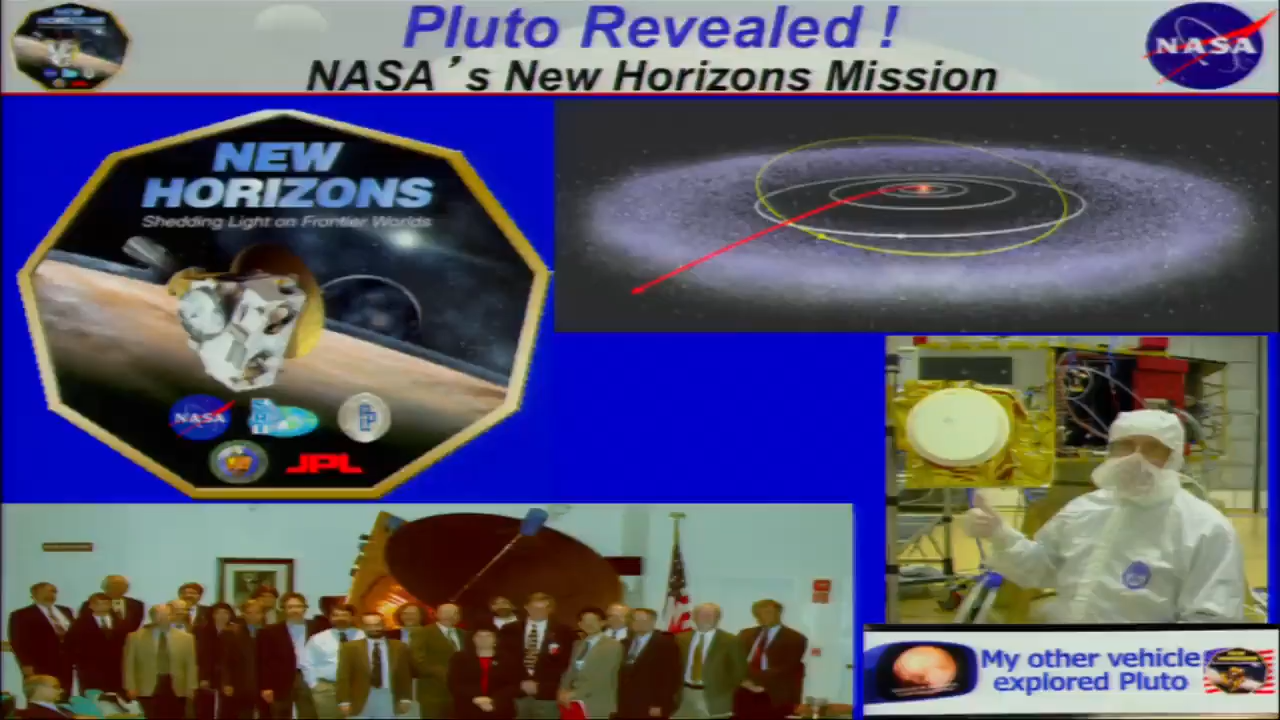 Pluto Revealed !
NASA´s New Horizons Mission
NASA
NEW
HORIZONS
Shedding Light on Frontier Worlds
NASA
JPL
My other vehicle
explored Pluto